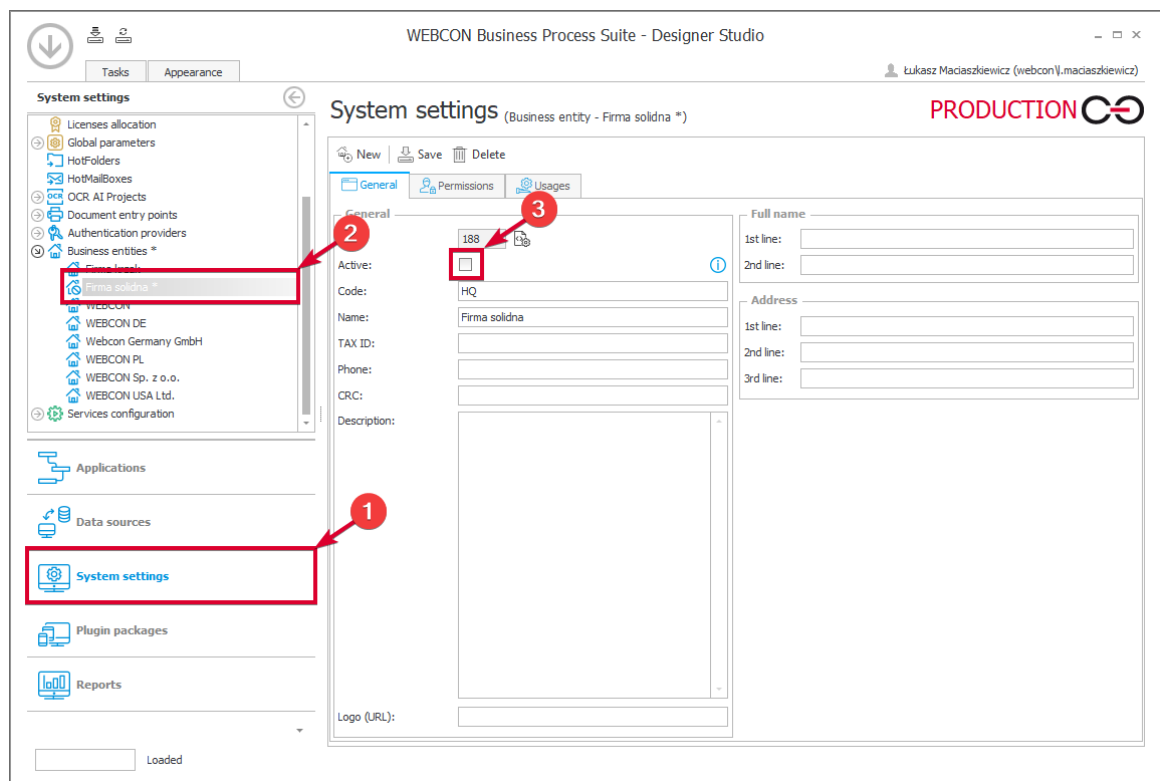 WEBCON Business Process Suite - Designer Studio
Tasks
Appearance
Łukasz Maciaszkiewicz (webcon\l.maciaszkiewicz)
System settings
Licenses allocation
Global parameters
HotFolders
HotMailBoxes
OCR AI Projects
Document entry points
Authentication providers
Business entities *
Firma solidna *
WEBCON
WEBCON DE
Webcon Germany GmbH
WEBCON PL
WEBCON Sp. z o.o.
WEBCON USA Ltd.
Services configuration
Applications
Data sources
System settings
Plugin packages
Reports
Loaded
System settings (Business entity - Firma solidna *)
PRODUCTION
New
Save
Delete
General
Permissions
Usages
General
188
Active:
Code:
HQ
Name:
Firma solidna
TAX ID:
Phone:
CRC:
Description:
Logo (URL):
Full name
1st line:
2nd line:
Address
1st line:
2nd line:
3rd line:
1
2
3